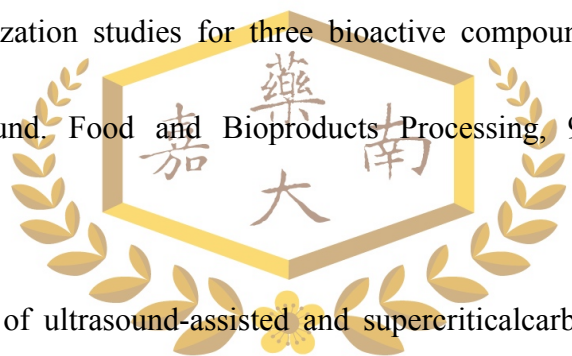 zation studies for three bioactive compoun
藥
und. Food and Bioproducts Processing, 9
嘉 南
大
of ultrasound-assisted and supercriticalcarb